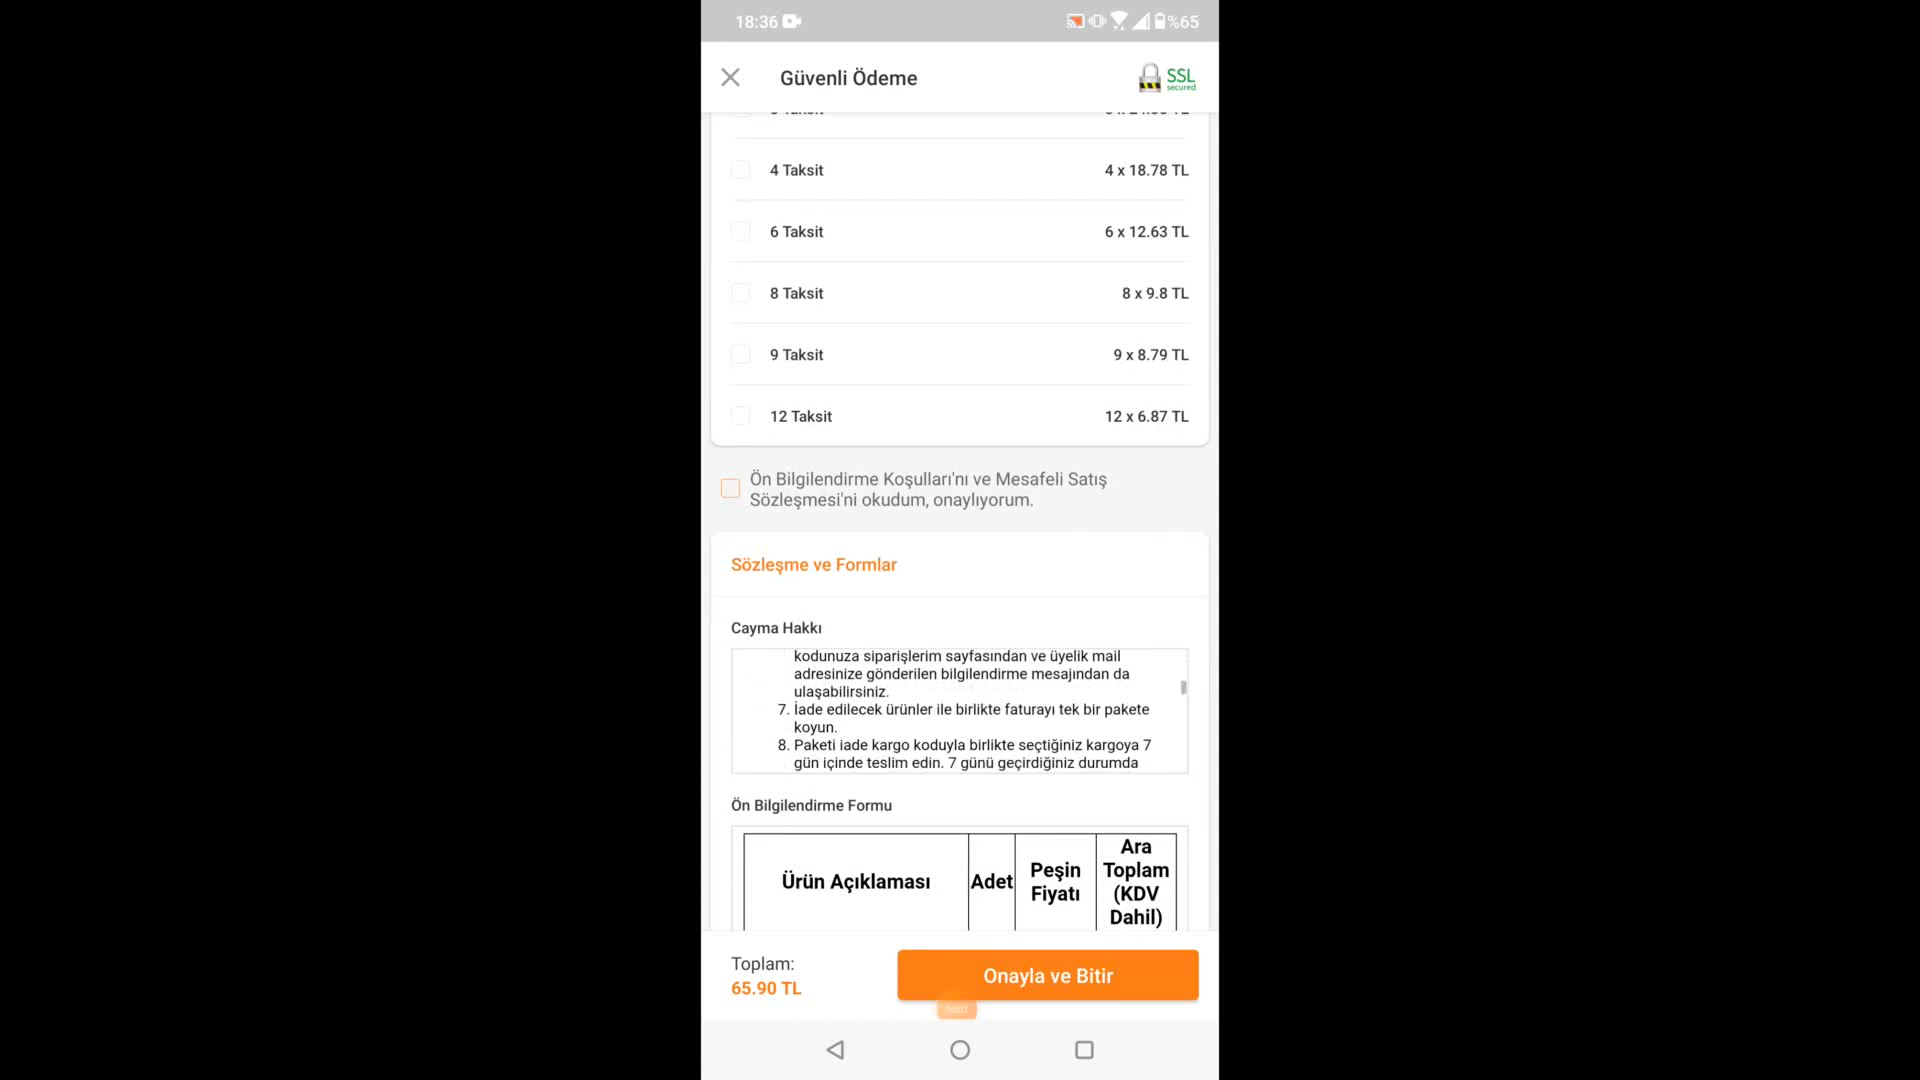 18:36 %65
Güvenli Ödeme
SSL
secured
4 Taksit 4 x 18.78 TL
6 Taksit 6 x 12.63 TL
8 Taksit 8 x 9.8 TL
9 Taksit 9 x 8.79 TL
12 Taksit 12 x 6.87 TL
Ön Bilgilendirme Koşulları'nı ve Mesafeli Satış
Sözleşmesi'ni okudum, onaylıyorum.
Sözleşme ve Formlar
Cayma Hakkı
kodunuza siparişlerim sayfasından ve üyelik mail
adresinize gönderilen bilgilendirme mesajından da
ulaşabilirsiniz.
7. İade edilecek ürünler ile birlikte faturayı tek bir pakete
koyun.
8. Paketi iade kargo koduyla birlikte seçtiğiniz kargoya 7
gün içinde teslim edin. 7 günü geçirdiğiniz durumda
Ön Bilgilendirme Formu
Ürün Açıklaması Adet Peşin Fiyatı Ara Toplam (KDV Dahil)
Toplam:
65.90 TL
Onayla ve Bitir